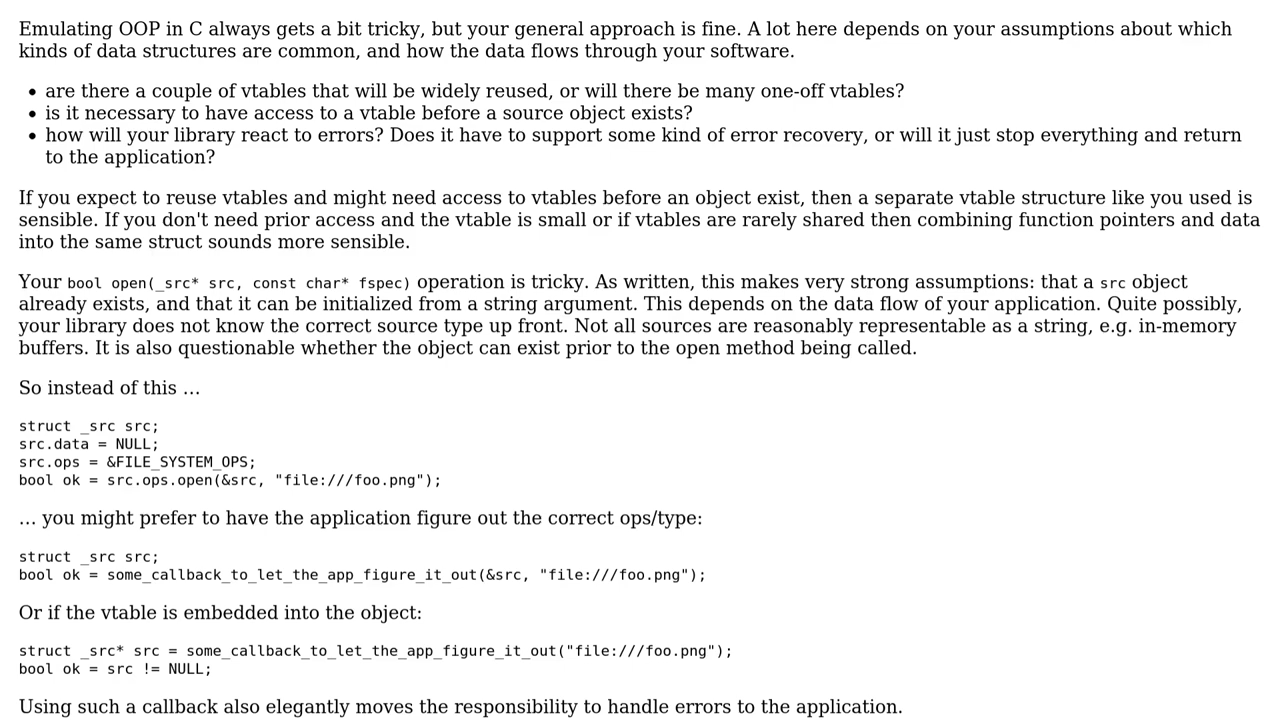 Emulating OOP in C always gets a bit tricky, but your general approach is fine. A lot here depends on your assumptions about which
kinds of data structures are common, and how the data flows through your software.
• are there a couple of vtables that will be widely reused, or will there be many one-off vtables?
• is it necessary to have access to a vtable before a source object exists?
• how will your library react to errors? Does it have to support some kind of error recovery, or will it just stop everything and return
to the application?
If you expect to reuse vtables and might need access to vtables before an object exist, then a separate vtable structure like you used is
sensible. If you don't need prior access and the vtable is small or if vtables are rarely shared then combining function pointers and data
into the same struct sounds more sensible.
Your bool open(_src* src, const char* fspec) operation is tricky. As written, this makes very strong assumptions: that a src object
already exists, and that it can be initialized from a string argument. This depends on the data flow of your application. Quite possibly,
your library does not know the correct source type up front. Not all sources are reasonably representable as a string, e.g. in-memory
buffers. It is also questionable whether the object can exist prior to the open method being called.
So instead of this …
struct _src src;
src.data = NULL;
src.ops = &FILE_SYSTEM_OPS;
bool ok = src.ops.open(&src, "file:///foo.png");
… you might prefer to have the application figure out the correct ops/type:
struct _src src;
bool ok = some_callback_to_let_the_app_figure_it_out(&src, "file:///foo.png");
Or if the vtable is embedded into the object:
struct _src* src = some_callback_to_let_the_app_figure_it_out("file:///foo.png");
bool ok = src != NULL;
Using such a callback also elegantly moves the responsibility to handle errors to the application.